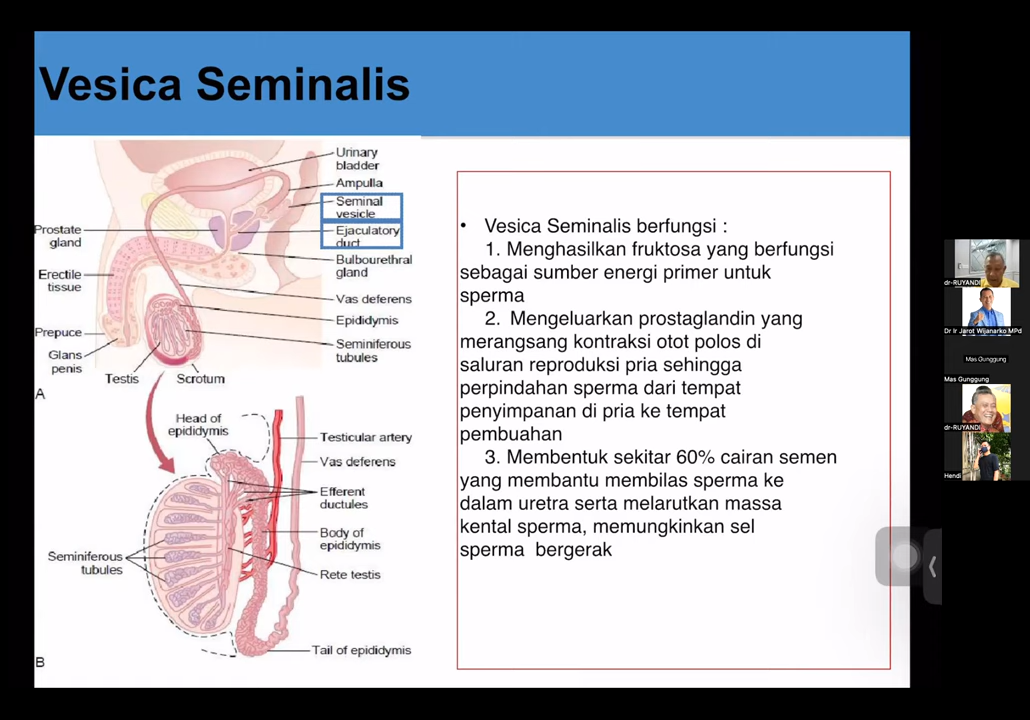 Vesica Seminalis
Urinary
bladder
Ampulla
Seminal
vesicle
Ejaculatory
duct
Bulbourethral
gland
Vas deferens
Epididymis
Seminiferous
tubules
Prostate
gland
Erectile
tissue
Prepuce
Glans
penis
Testis
Scrotum
A
Head of
epididymis
Testicular artery
Vas deferens
Efferent
ductules
Body of
epididymis
Rete testis
Tail of epididymis
Seminiferous
tubules
B
• Vesica Seminalis berfungsi :
1. Menghasilkan fruktosa yang berfungsi
sebagai sumber energi primer untuk
sperma
2. Mengeluarkan prostaglandin yang
merangsang kontraksi otot polos di
saluran reproduksi pria sehingga
perpindahan sperma dari tempat
penyimpanan di pria ke tempat
pembuahan
3. Membentuk sekitar 60% cairan semen
yang membantu membilas sperma ke
dalam uretra serta melarutkan massa
kental sperma, memungkinkan sel
sperma bergerak
dr-RUYANDI
Dr Ir Jarot Wijanarko MPd
Mas Gunggung
Mas Gunggung
dr-RUYANDI
Hendi